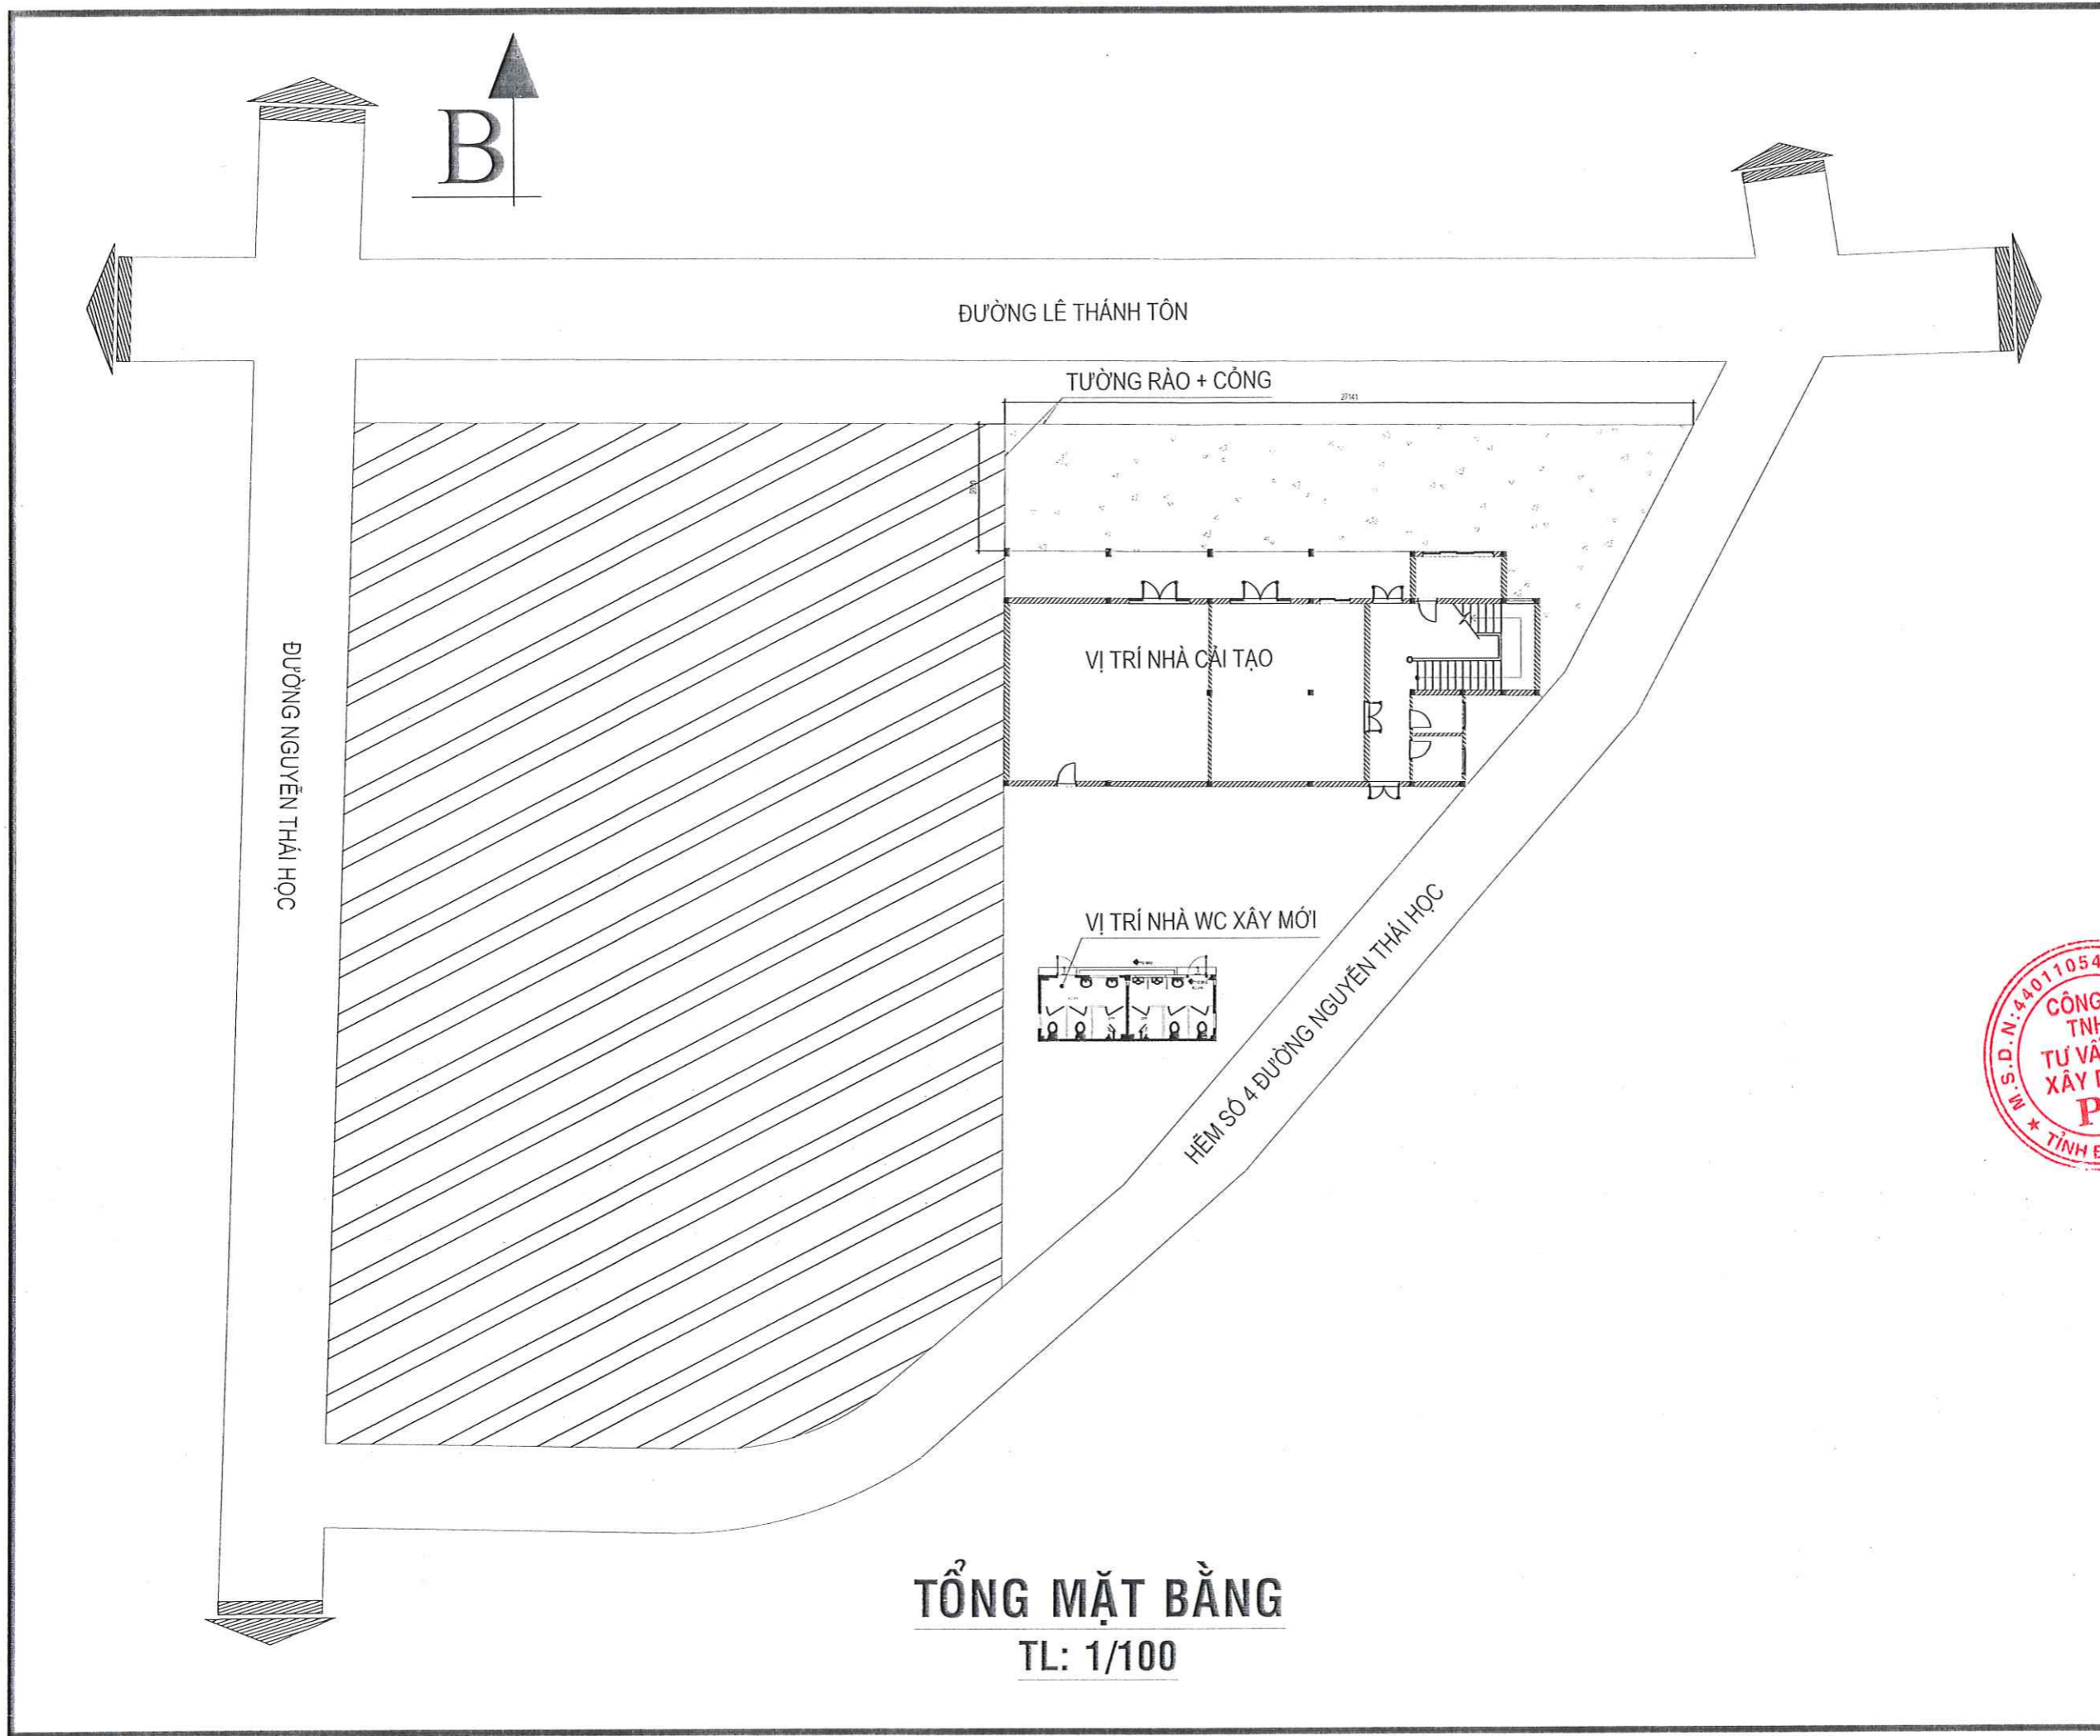 B
ĐƯỜNG LÊ THÁNH TÔN
TƯỜNG RÀO + CỔNG
27141
ĐƯỜNG NGUYỄN THÁI HỌC
VỊ TRÍ NHÀ CẢI TẠO
VỊ TRÍ NHÀ WC XÂY MỚI
HẺM SỐ 4 ĐƯỜNG NGUYỄN THÁI HỌC
M.S.D.N:44011054
CÔNG
TNH
TƯ VẤ
XÂY
P
TỈNH
TỔNG MẶT BẰNG
TL: 1/100